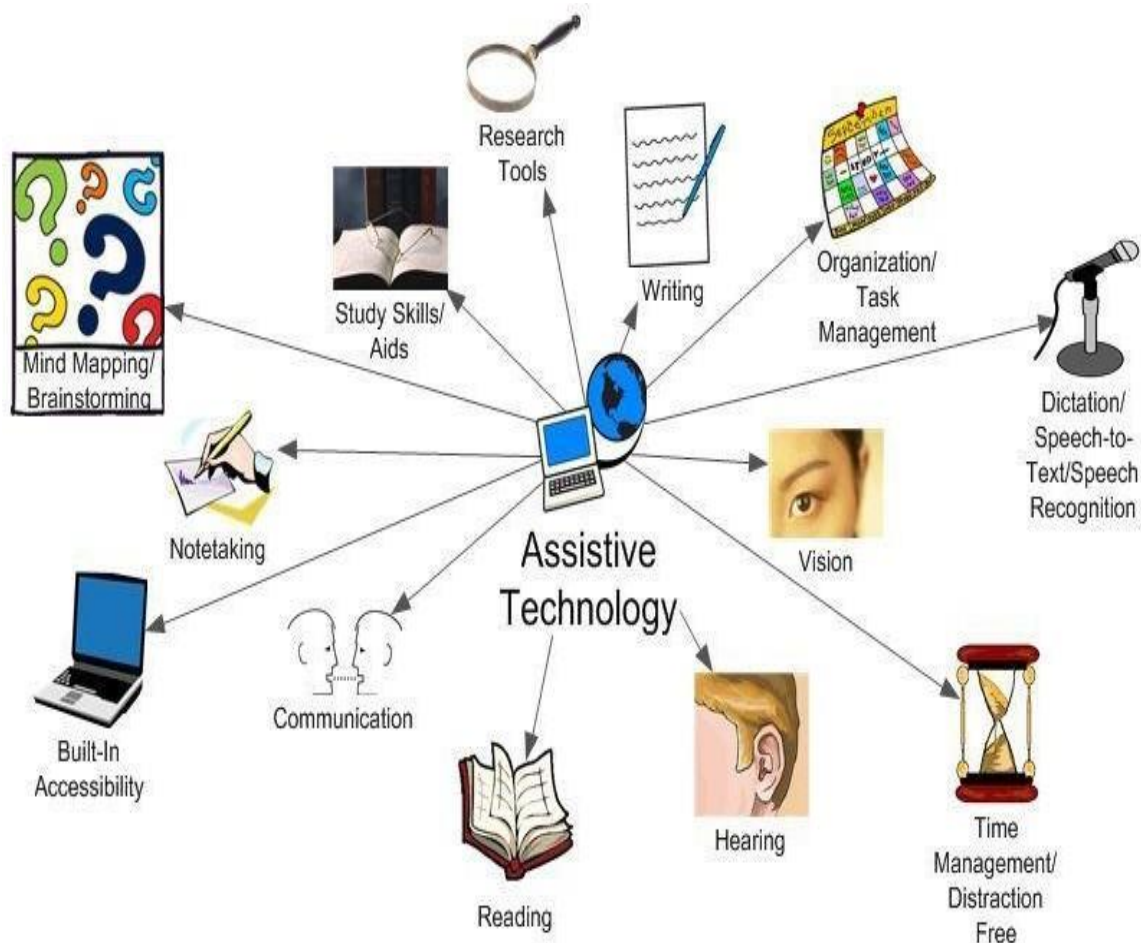 Research
Tools
Writing
September
Organization/
Task
Management
Study Skills/
Aids
Mind Mapping/
Brainstorming
Dictation/
Speech-to-
Text/Speech
Recognition
Notetaking
Vision
Assistive
Technology
Communication
Built-In
Accessibility
Hearing
Reading
Time
Management/
Distraction
Free